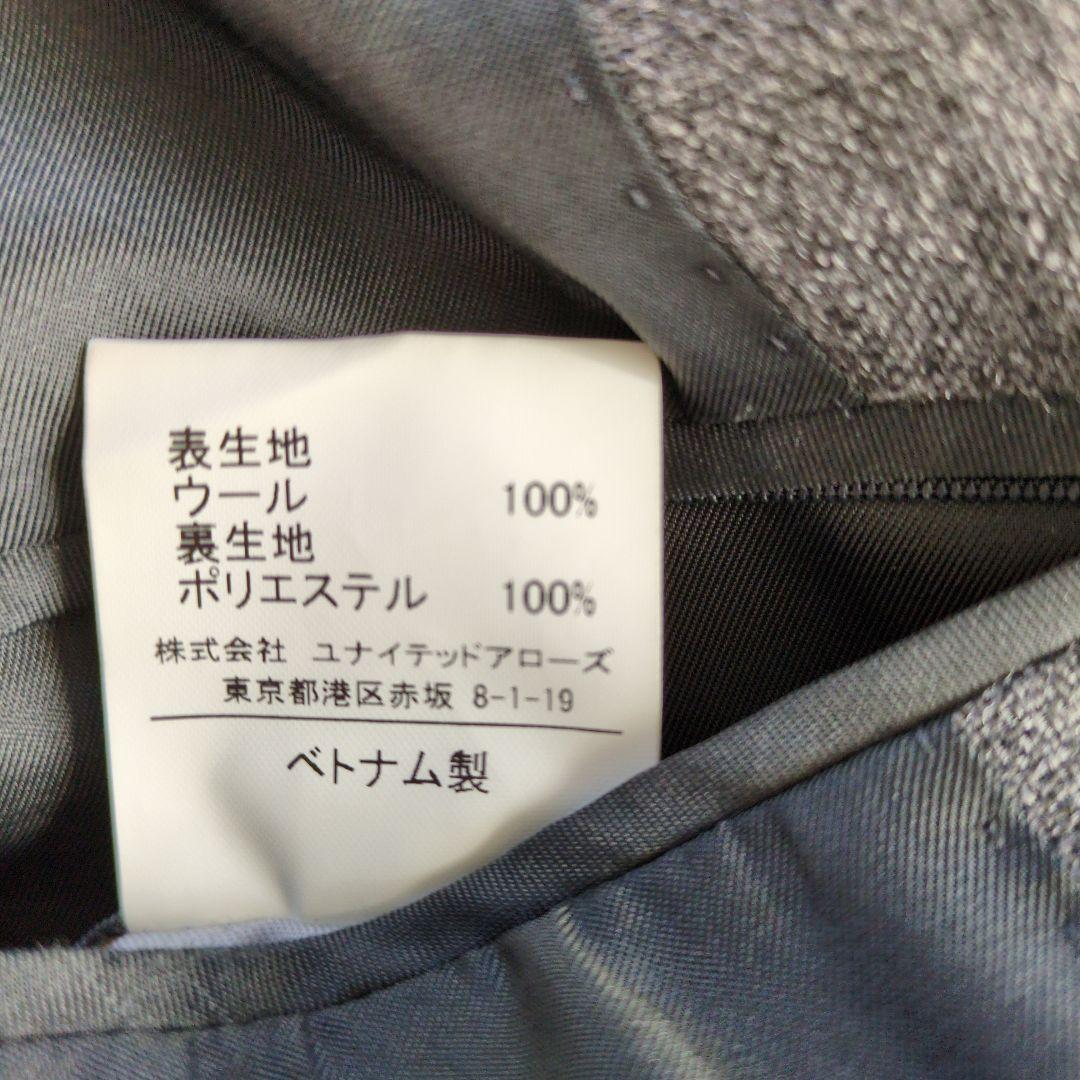 表生地
ウール 100%
裏生地
ポリエステル 100%
株式会社 ユナイテッドアローズ
東京都港区赤坂 8-1-19
ベトナム製